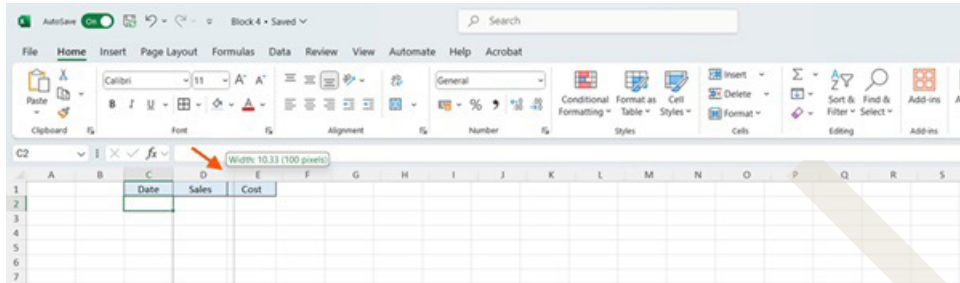 AutoSave On Block 4 • Saved Search
File Home Insert Page Layout Formulas Data Review View Automate Help Acrobat
Paste
Clipboard
Calibri 11 A A
B I U A
Font
Alignment
General
% 9
Number
Conditional Formatting
Format as Table
Cell Styles
Styles
Insert
Delete
Format
Cells
Sort & Filter
Find & Select
Editing
Add-ins
Add-ins
C2 fx
Width: 10.33 (100 pixels)
A B C D E F G H I J K L M N O P Q R S
1 Date Sales Cost
2
3
4
5
6
7